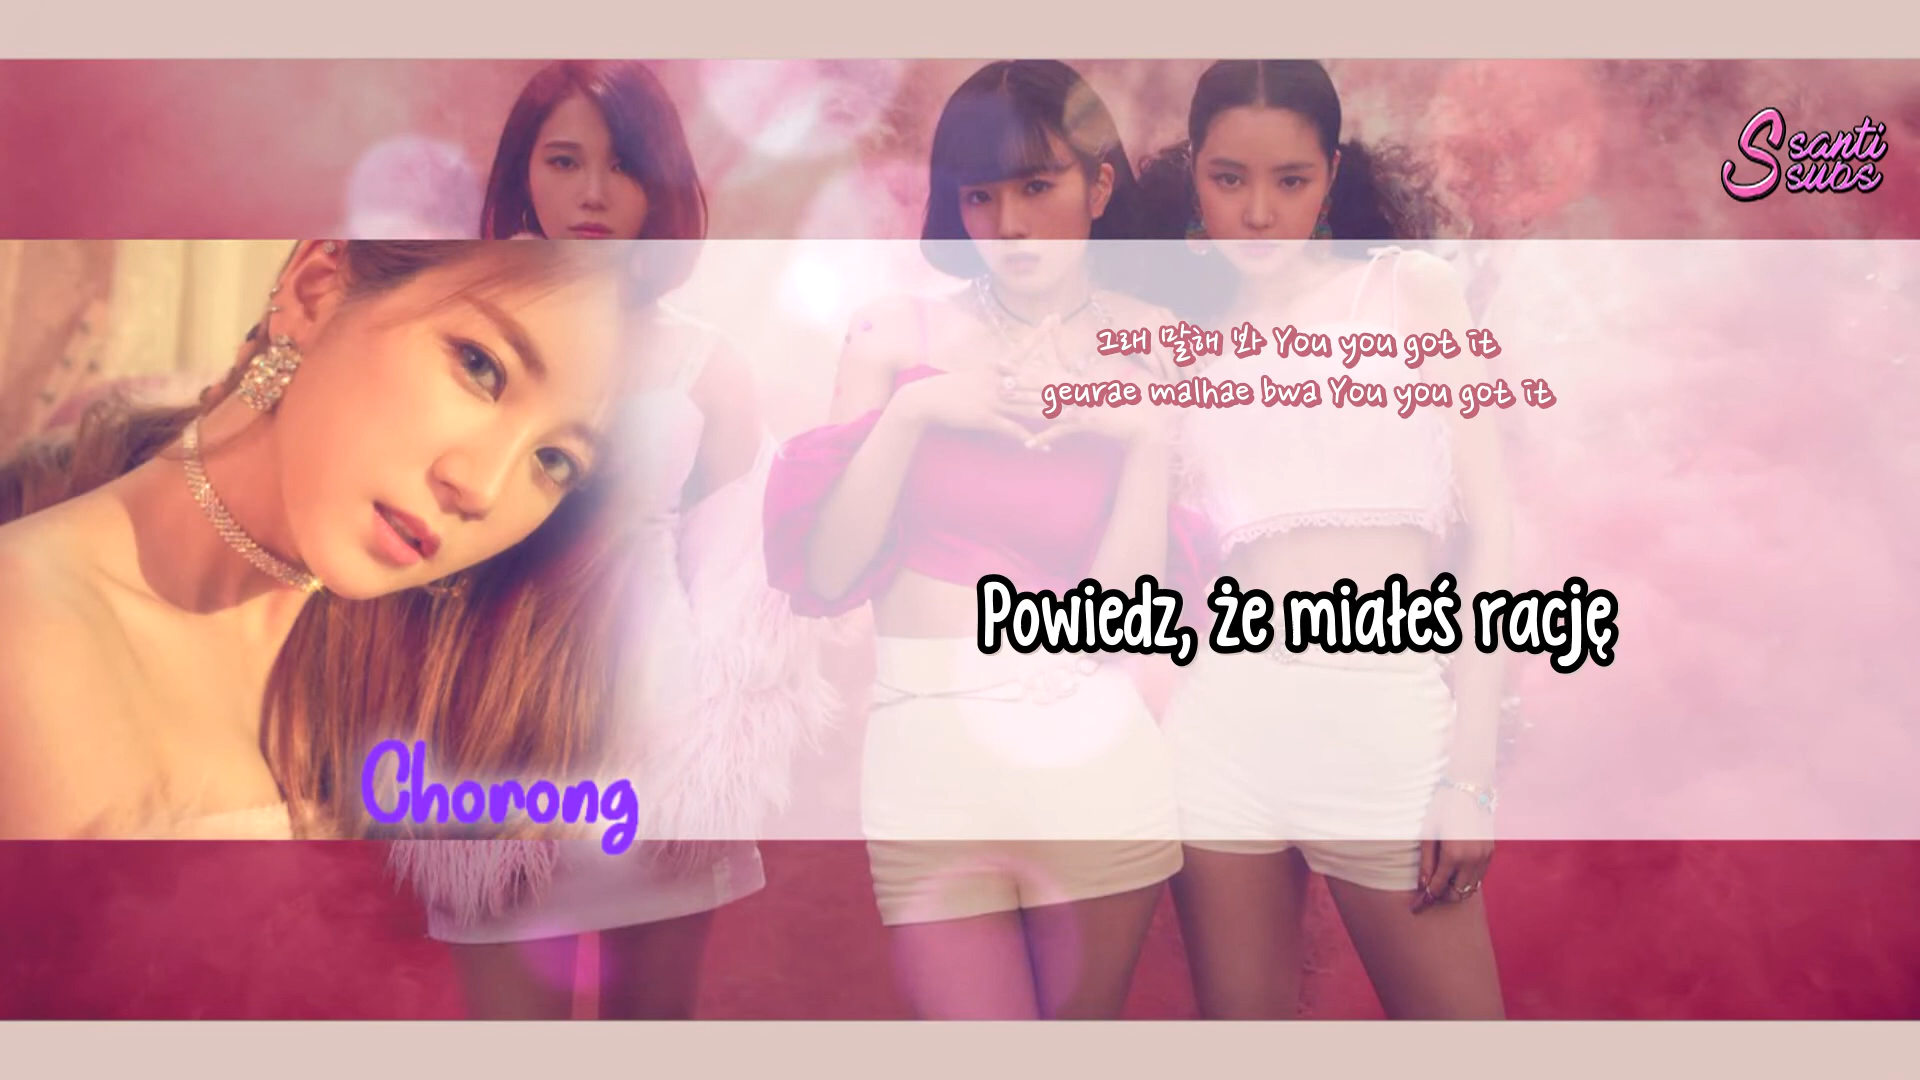 santi
subs
그래 말해 봐 You you got it
geurae malhae bwa You you got it
Powiedz, że miałeś rację
Chorong